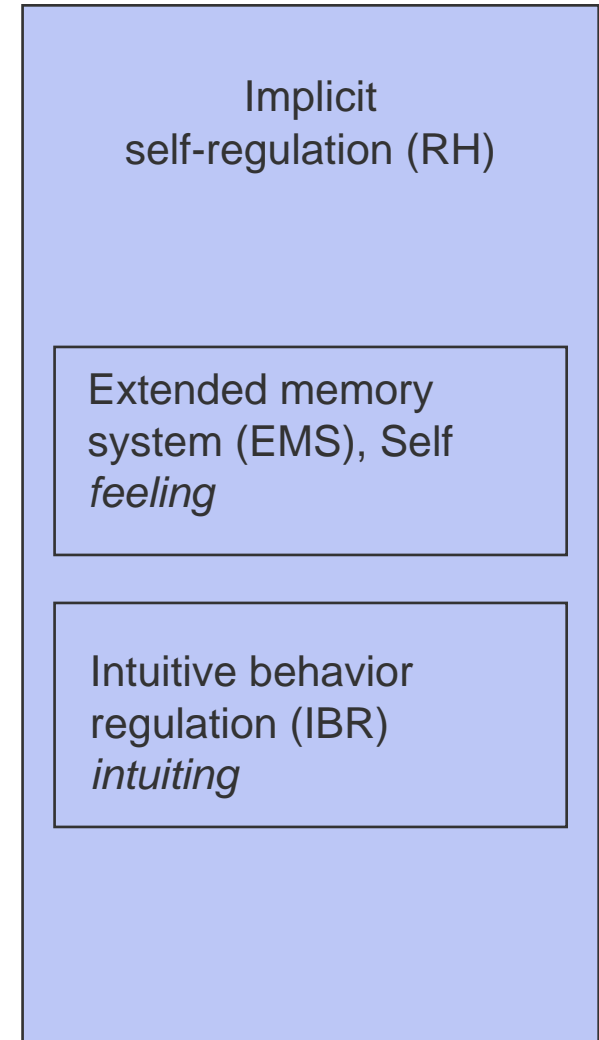 Implicit
self-regulation (RH)
Extended memory
system (EMS), Self
feeling
Intuitive behavior
regulation (IBR)
intuiting